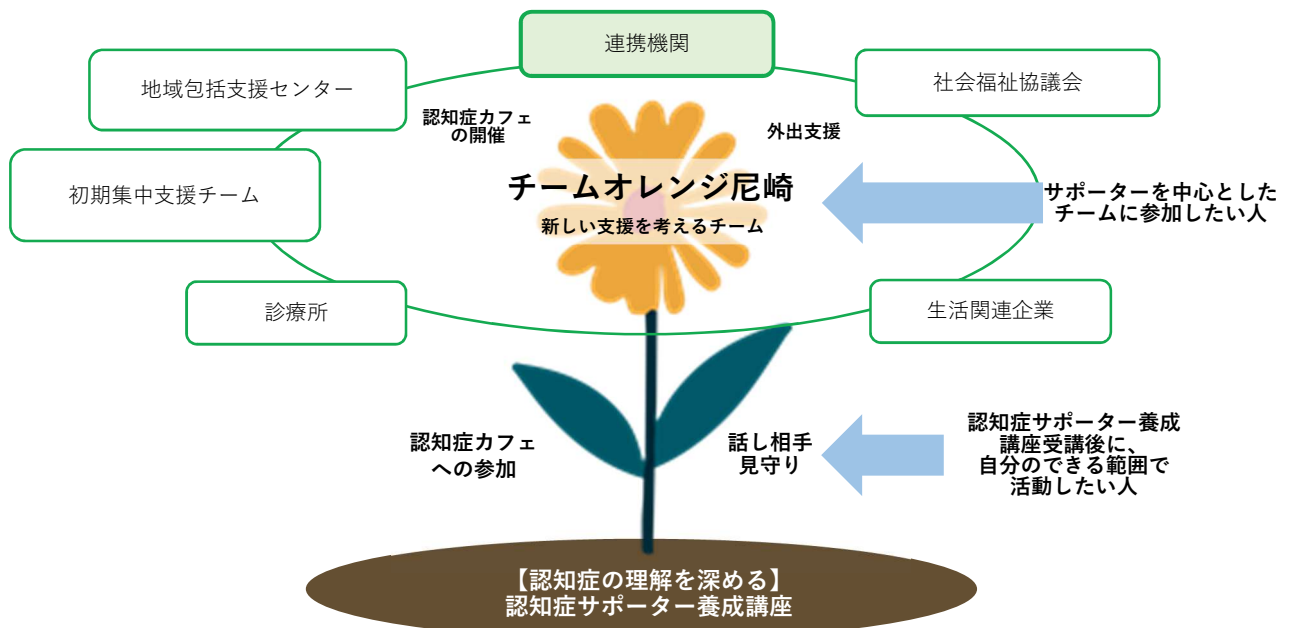 連携機関
地域包括支援センター
社会福祉協議会
認知症カフェ
の開催
外出支援
初期集中支援チーム
チームオレンジ尼崎
新しい支援を考えるチーム
サポーターを中心とした
チームに参加したい人
診療所
生活関連企業
認知症カフェ
への参加
話し相手
見守り
認知症サポーター養成
講座受講後に、
自分のできる範囲で
活動したい人
【認知症の理解を深める】
認知症サポーター養成講座